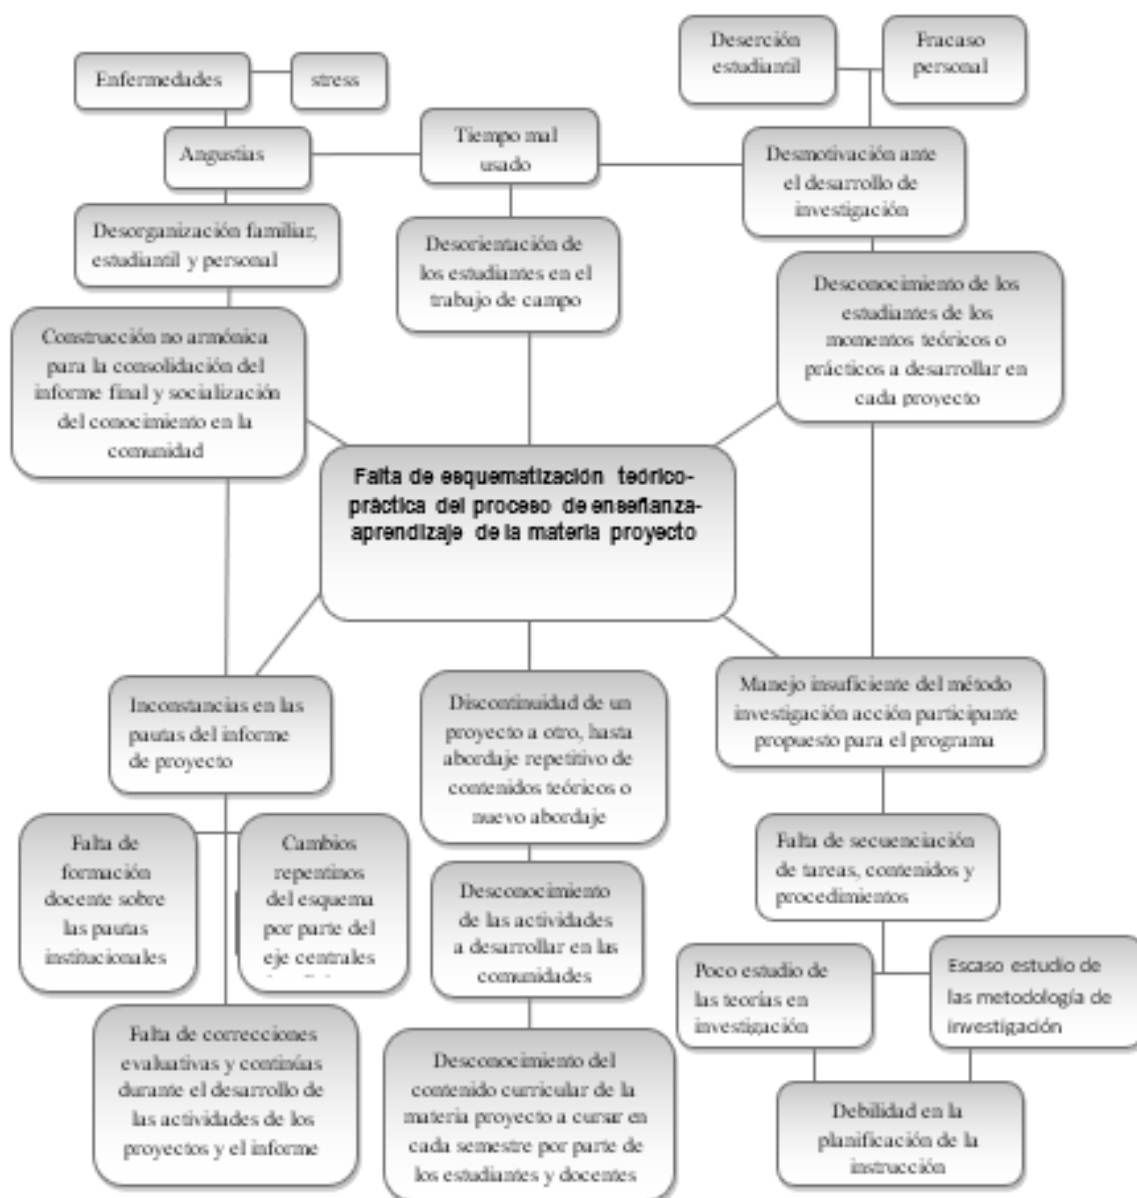 Deserción
estudiantil
Fracaso
personal
Enfermedades
stress
Angustias
Tiempo mal
usado
Desmotivación ante
el desarrollo de
investigación
Desorganización familiar,
estudiantil y personal
Desorientación de
los estudiantes en el
trabajo de campo
Desconocimiento de los
estudiantes de los
momentos teóricos o
prácticos a desarrollar en
cada proyecto
Construcción no armónica
para la consolidación del
informe final y socialización
del conocimiento en la
comunidad
Falta de esquematización teórico-
práctica del proceso de enseñanza-
aprendizaje de la materia proyecto
Inconstancias en las
pautas del informe
de proyecto
Discontinuidad de un
proyecto a otro, hasta
abordaje repetitivo de
contenidos teóricos o
nuevo abordaje
Manejo insuficiente del método
investigación acción participante
propuesto para el programa
Falta de
formación
docente sobre
las pautas
institucionales
Cambios
repentinos
del esquema
por parte del
eje centrales
Falta de secuenciación
de tareas, contenidos y
procedimientos
Desconocimiento
de las actividades
a desarrollar en las
comunidades
Poco estudio de
las teorías en
investigación
Escaso estudio de
las metodología de
investigación
Falta de correcciones
evaluativas y continúas
durante el desarrollo de
las actividades de los
proyectos y el informe
Desconocimiento del
contenido curricular de la
materia proyecto a cursar en
cada semestre por parte de
los estudiantes y docentes
Debilidad en la
planificación de la
instrucción